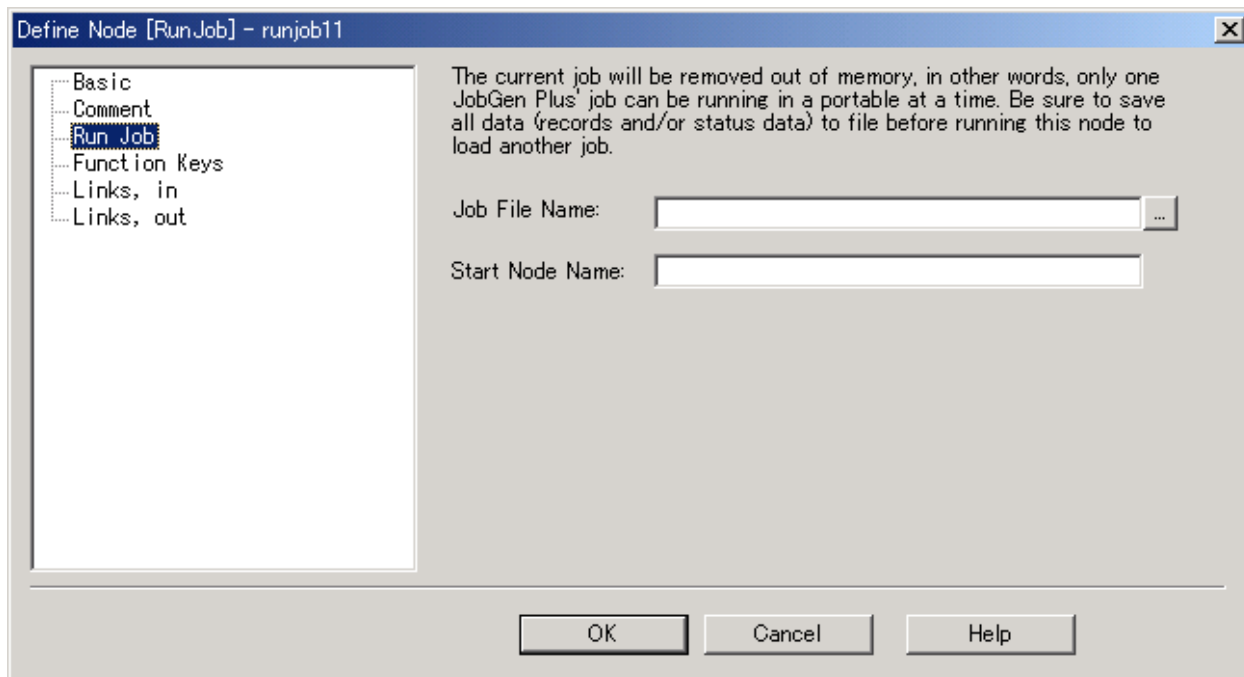 Define Node [RunJob] - runjob11
Basic
Comment
Run Job
Function Keys
Links, in
Links, out
The current job will be removed out of memory, in other words, only one
JobGen Plus' job can be running in a portable at a time. Be sure to save
all data (records and/or status data) to file before running this node to
load another job.
Job File Name:
...
Start Node Name:
OK
Cancel
Help